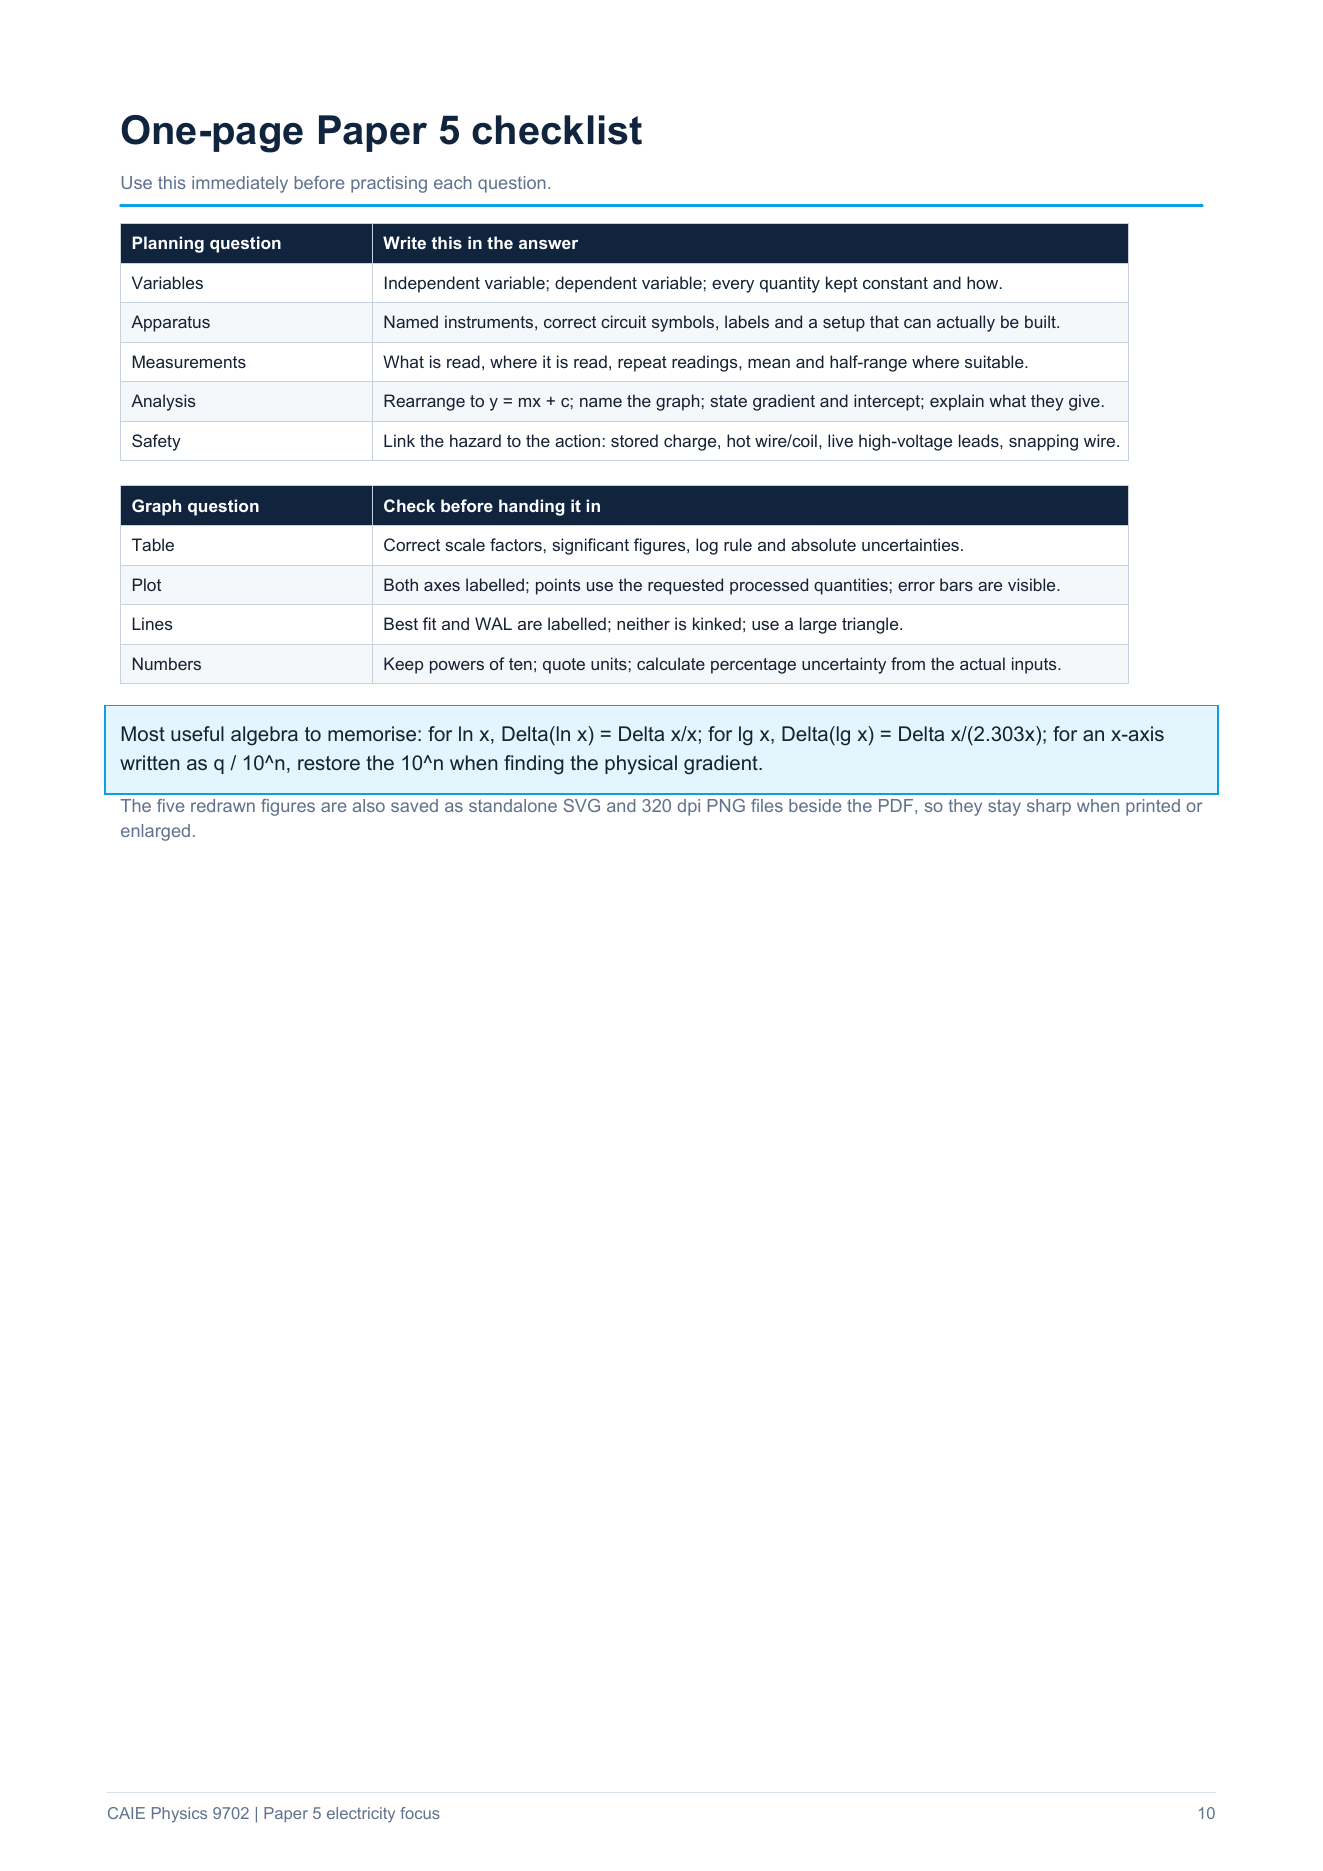 One-page Paper 5 checklist
Use this immediately before practising each question.
Planning question Write this in the answer
Variables Independent variable; dependent variable; every quantity kept constant and how.
Apparatus Named instruments, correct circuit symbols, labels and a setup that can actually be built.
Measurements What is read, where it is read, repeat readings, mean and half-range where suitable.
Analysis Rearrange to y = mx + c; name the graph; state gradient and intercept; explain what they give.
Safety Link the hazard to the action: stored charge, hot wire/coil, live high-voltage leads, snapping wire.
Graph question Check before handing it in
Table Correct scale factors, significant figures, log rule and absolute uncertainties.
Plot Both axes labelled; points use the requested processed quantities; error bars are visible.
Lines Best fit and WAL are labelled; neither is kinked; use a large triangle.
Numbers Keep powers of ten; quote units; calculate percentage uncertainty from the actual inputs.
Most useful algebra to memorise: for ln x, Delta(ln x) = Delta x/x; for lg x, Delta(lg x) = Delta x/(2.303x); for an x-axis
written as q / 10^n, restore the 10^n when finding the physical gradient.
The five redrawn figures are also saved as standalone SVG and 320 dpi PNG files beside the PDF, so they stay sharp when printed or
enlarged.
CAIE Physics 9702 | Paper 5 electricity focus 10